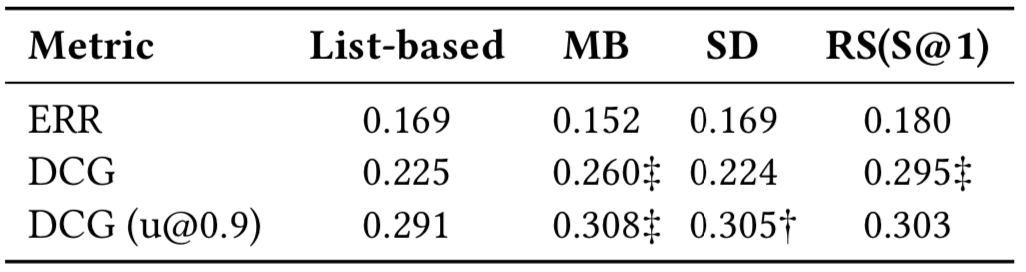 Metric List-based MB SD RS(S@1)
ERR 0.169 0.152 0.169 0.180
DCG 0.225 0.260‡ 0.224 0.295‡
DCG (u@0.9) 0.291 0.308‡ 0.305† 0.303